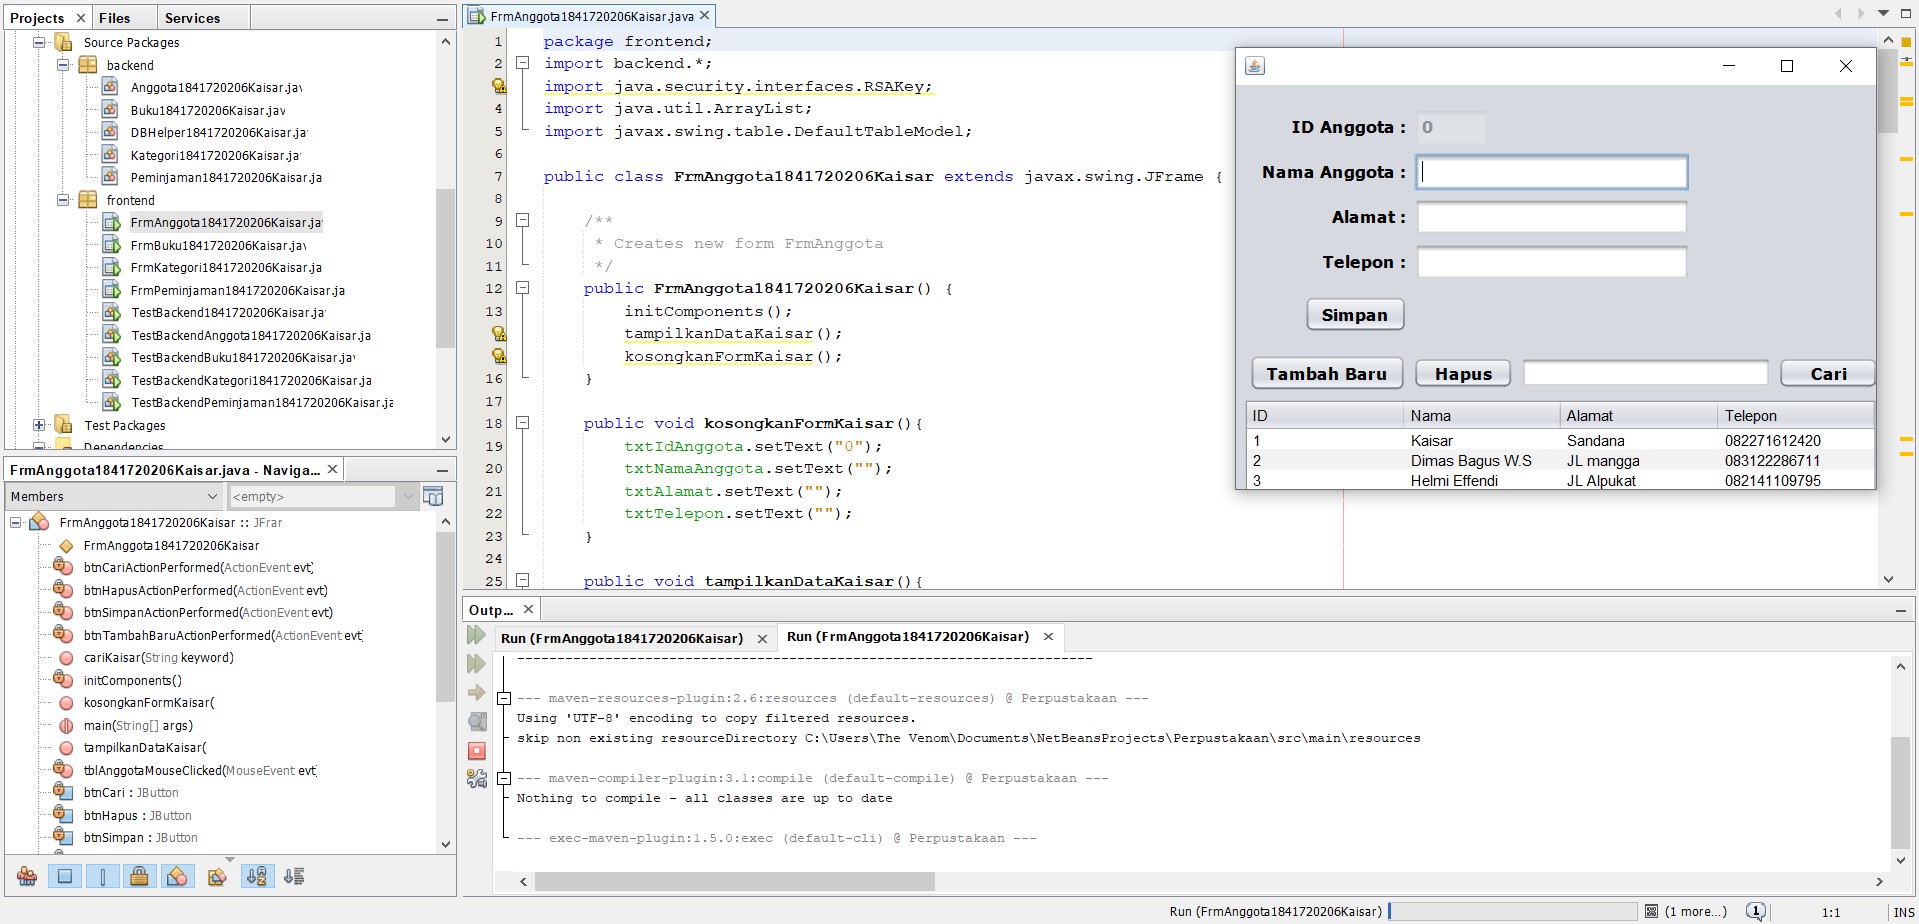 Projects Files Services
Source Packages
backend
Anggota1841720206Kaisar.jav
Buku1841720206Kaisar.jav
DBHelper1841720206Kaisar.jav
Kategori1841720206Kaisar.jav
Peminjaman1841720206Kaisar.ja
frontend
FrmAnggota1841720206Kaisar.jav
FrmBuku1841720206Kaisar.jav
FrmKategori1841720206Kaisar.ja
FrmPeminjaman1841720206Kaisar.ja
TestBackend1841720206Kaisar.jav
TestBackendAnggota1841720206Kaisar.jav
TestBackendBuku1841720206Kaisar.jav
TestBackendKategori1841720206Kaisar.ja
TestBackendPeminjaman1841720206Kaisar.ja
Test Packages
Dependencies
FrmAnggota1841720206Kaisar.java - Naviga...
Members <empty>
FrmAnggota1841720206Kaisar :: JFrar
FrmAnggota1841720206Kaisar
btnCariActionPerformed(ActionEvent evt)
btnHapusActionPerformed(ActionEvent evt)
btnSimpanActionPerformed(ActionEvent evt)
btnTambahBaruActionPerformed(ActionEvent evt)
cariKaisar(String keyword)
initComponents()
kosongkanFormKaisar(
main(String[] args)
tampilkanDataKaisar(
tblAnggotaMouseClicked(MouseEvent evt)
btnCari : JButton
btnHapus : JButton
btnSimpan : JButton
FrmAnggota1841720206Kaisar.java
1 package frontend;
2 import backend.*;
import java.security.interfaces.RSAKey;
4 import java.util.ArrayList;
5 import javax.swing.table.DefaultTableModel;
6
7 public class FrmAnggota1841720206Kaisar extends javax.swing.JFrame {
8
9 /**
10 * Creates new form FrmAnggota
11 */
12 public FrmAnggota1841720206Kaisar() {
13 initComponents();
tampilkanDataKaisar();
kosongkanFormKaisar();
16 }
17
18 public void kosongkanFormKaisar(){
19 txtIdAnggota.setText("0");
20 txtNamaAnggota.setText("");
21 txtAlamat.setText("");
22 txtTelepon.setText("");
23 }
24
25 public void tampilkanDataKaisar(){
ID Anggota : 0
Nama Anggota :
Alamat :
Telepon :
Simpan
Tambah Baru Hapus Cari
ID Nama Alamat Telepon
1 Kaisar Sandana 082271612420
2 Dimas Bagus W.S JL mangga 083122286711
3 Helmi Effendi JL Alpukat 082141109795
Outp...
Run (FrmAnggota1841720206Kaisar) Run (FrmAnggota1841720206Kaisar)
------------------------------------------------------------------------
--- maven-resources-plugin:2.6:resources (default-resources) @ Perpustakaan ---
Using 'UTF-8' encoding to copy filtered resources.
skip non existing resourceDirectory C:\Users\The Venom\Documents\NetBeansProjects\Perpustakaan\src\main\resources
--- maven-compiler-plugin:3.1:compile (default-compile) @ Perpustakaan ---
Nothing to compile - all classes are up to date
--- exec-maven-plugin:1.5.0:exec (default-cli) @ Perpustakaan ---
Run (FrmAnggota1841720206Kaisar) (1 more...) 1 1:1 INS